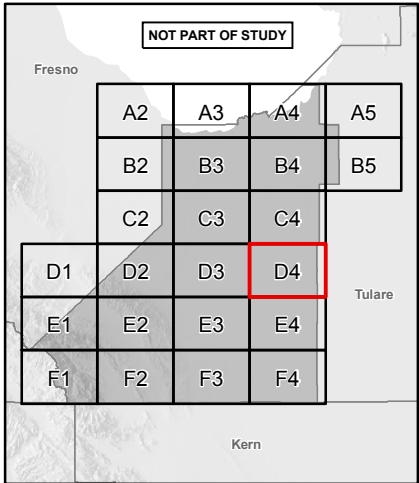 NOT PART OF STUDY
Fresno
A2 A3 A4 A5
B2 B3 B4 B5
C2 C3 C4
D1 D2 D3 D4
Tulare
E1 E2 E3 E4
F1 F2 F3 F4
Kern